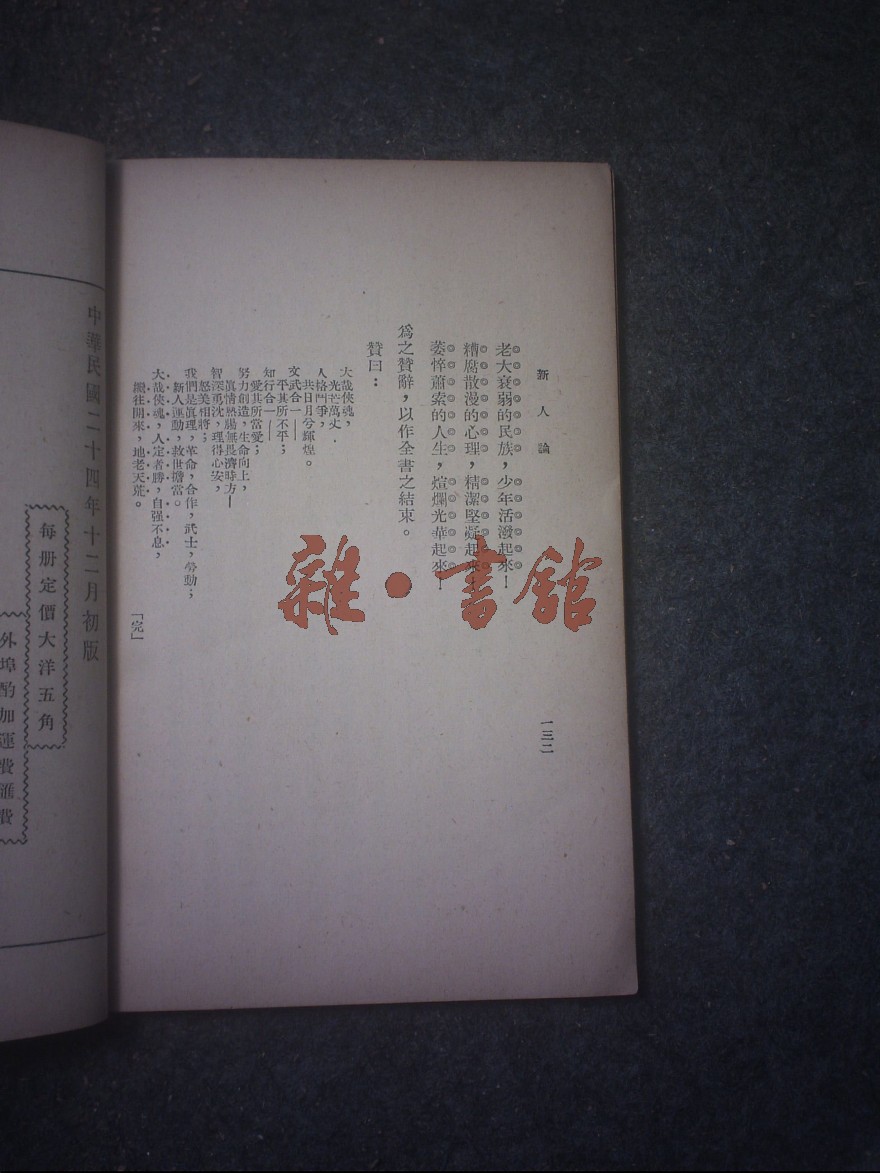 新人論
一三二
老大衰弱的民族，少年活潑起來！
糟腐散漫的心理，精潔堅凝起來！
萎悴蕭索的人生，煊爛光華起來！
爲之贊辭，以作全書之結束。
贊曰：
大哉俠魂，
光芒萬丈．
人格鬥爭，
共日月兮輝煌。
文武合一——
平其所不平；
知行合一——
愛其所當愛；
努力創造，生命向上，
眞情熱腸無畏濟時方—
智深勇沈，理得心安，
怒美相將；
我們是眞理，革命，合作，武士，勞動；
新人運動，救世擔當。
大哉俠魂，人定者勝，自强不息，
繼往開來，地老天荒。
「完」
中華民國二十四年十二月初版
每册定價大洋五角
外埠酌加運費匯費
雜·書館